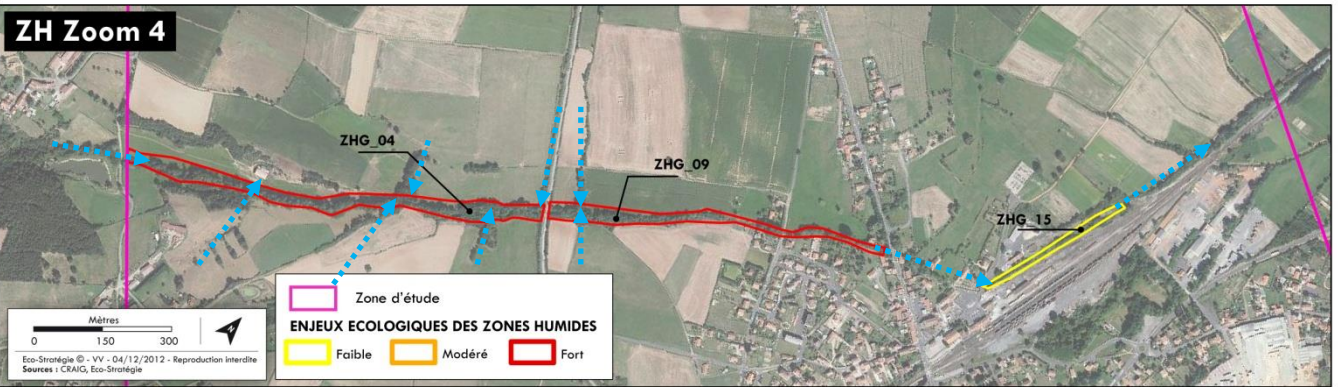 ZH Zoom 4
ZHG_04
ZHG_09
ZHG_15
Zone d'étude
ENJEUX ECOLOGIQUES DES ZONES HUMIDES
Faible Modéré Fort
Mètres
0 150 300
N
Eco-Stratégie © - VV - 04/12/2012 - Reproduction interdite
Sources : CRAIG, Eco-Stratégie